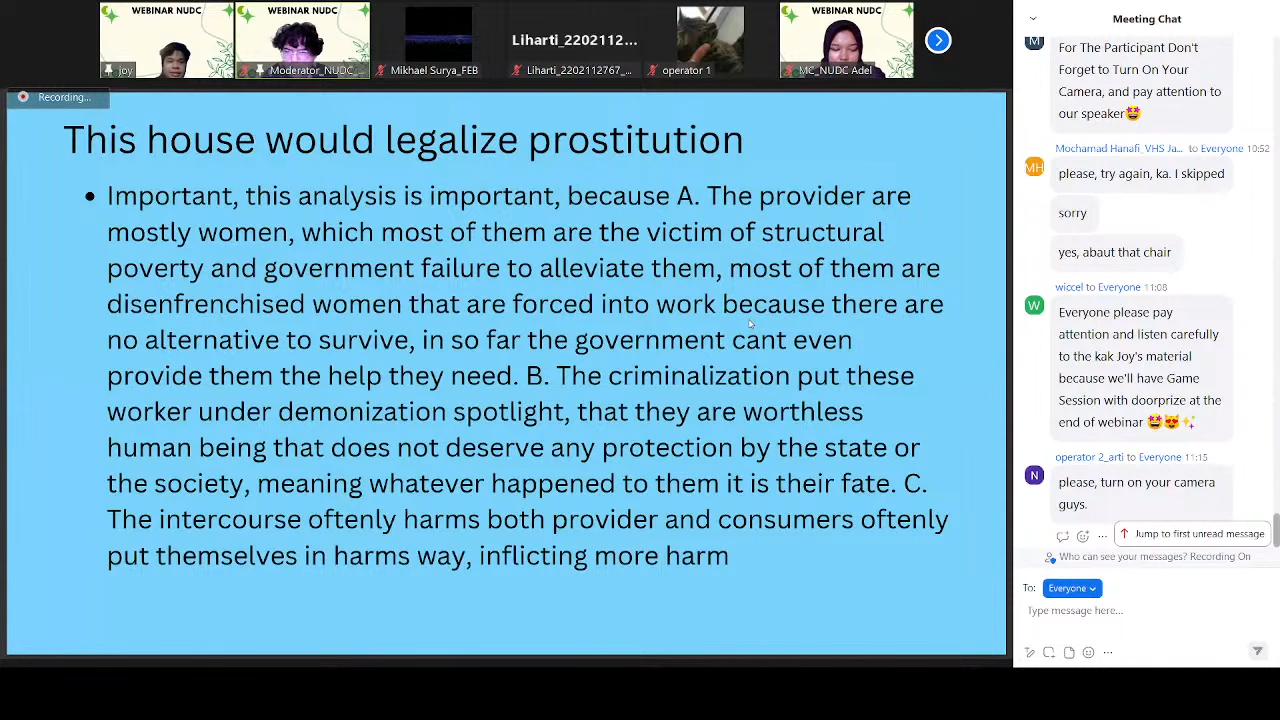 WEBINAR NUDC
WEBINAR NUDC
WEBINAR NUDC
Liharti_2202112...
joy
Moderator_NUDC_...
Mikhael Surya_FEB
Liharti_2202112767_...
operator 1
MC_NUDC Adel
Recording...
This house would legalize prostitution
Important, this analysis is important, because A. The provider are
mostly women, which most of them are the victim of structural
poverty and government failure to alleviate them, most of them are
disenfrenchised women that are forced into work because there are
no alternative to survive, in so far the government cant even
provide them the help they need. B. The criminalization put these
worker under demonization spotlight, that they are worthless
human being that does not deserve any protection by the state or
the society, meaning whatever happened to them it is their fate. C.
The intercourse oftenly harms both provider and consumers oftenly
put themselves in harms way, inflicting more harm
Meeting Chat
M
For The Participant Don't
Forget to Turn On Your
Camera, and pay attention to
our speaker🤩
Mochamad Hanafi_VHS Ja... to Everyone 10:52
MH
please, try again, ka. I skipped
sorry
yes, abaut that chair
wiccel to Everyone 11:08
W
Everyone please pay
attention and listen carefully
to the kak Joy's material
because we'll have Game
Session with doorprize at the
end of webinar 🤩😻✨
operator 2_arti to Everyone 11:15
N
please, turn on your camera
guys.
Jump to first unread message
Who can see your messages? Recording On
To: Everyone
Type message here...